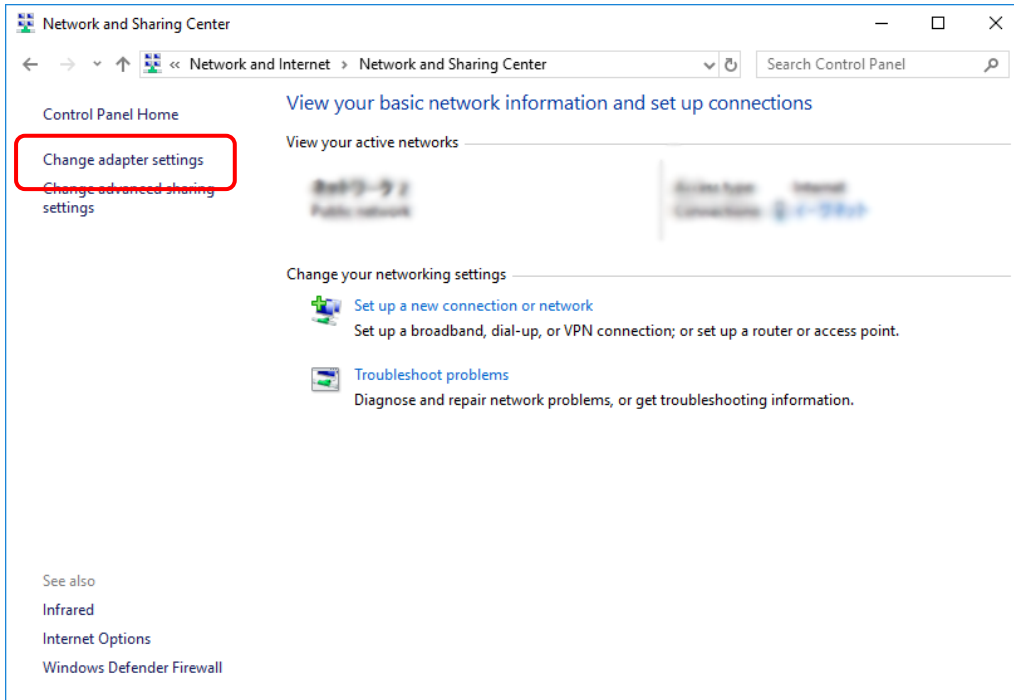 Network and Sharing Center
« Network and Internet › Network and Sharing Center
Search Control Panel
Control Panel Home
Change adapter settings
Change advanced sharing
settings
View your basic network information and set up connections
View your active networks
Public network
Access type: Internet
Connections:
Change your networking settings
Set up a new connection or network
Set up a broadband, dial-up, or VPN connection; or set up a router or access point.
Troubleshoot problems
Diagnose and repair network problems, or get troubleshooting information.
See also
Infrared
Internet Options
Windows Defender Firewall